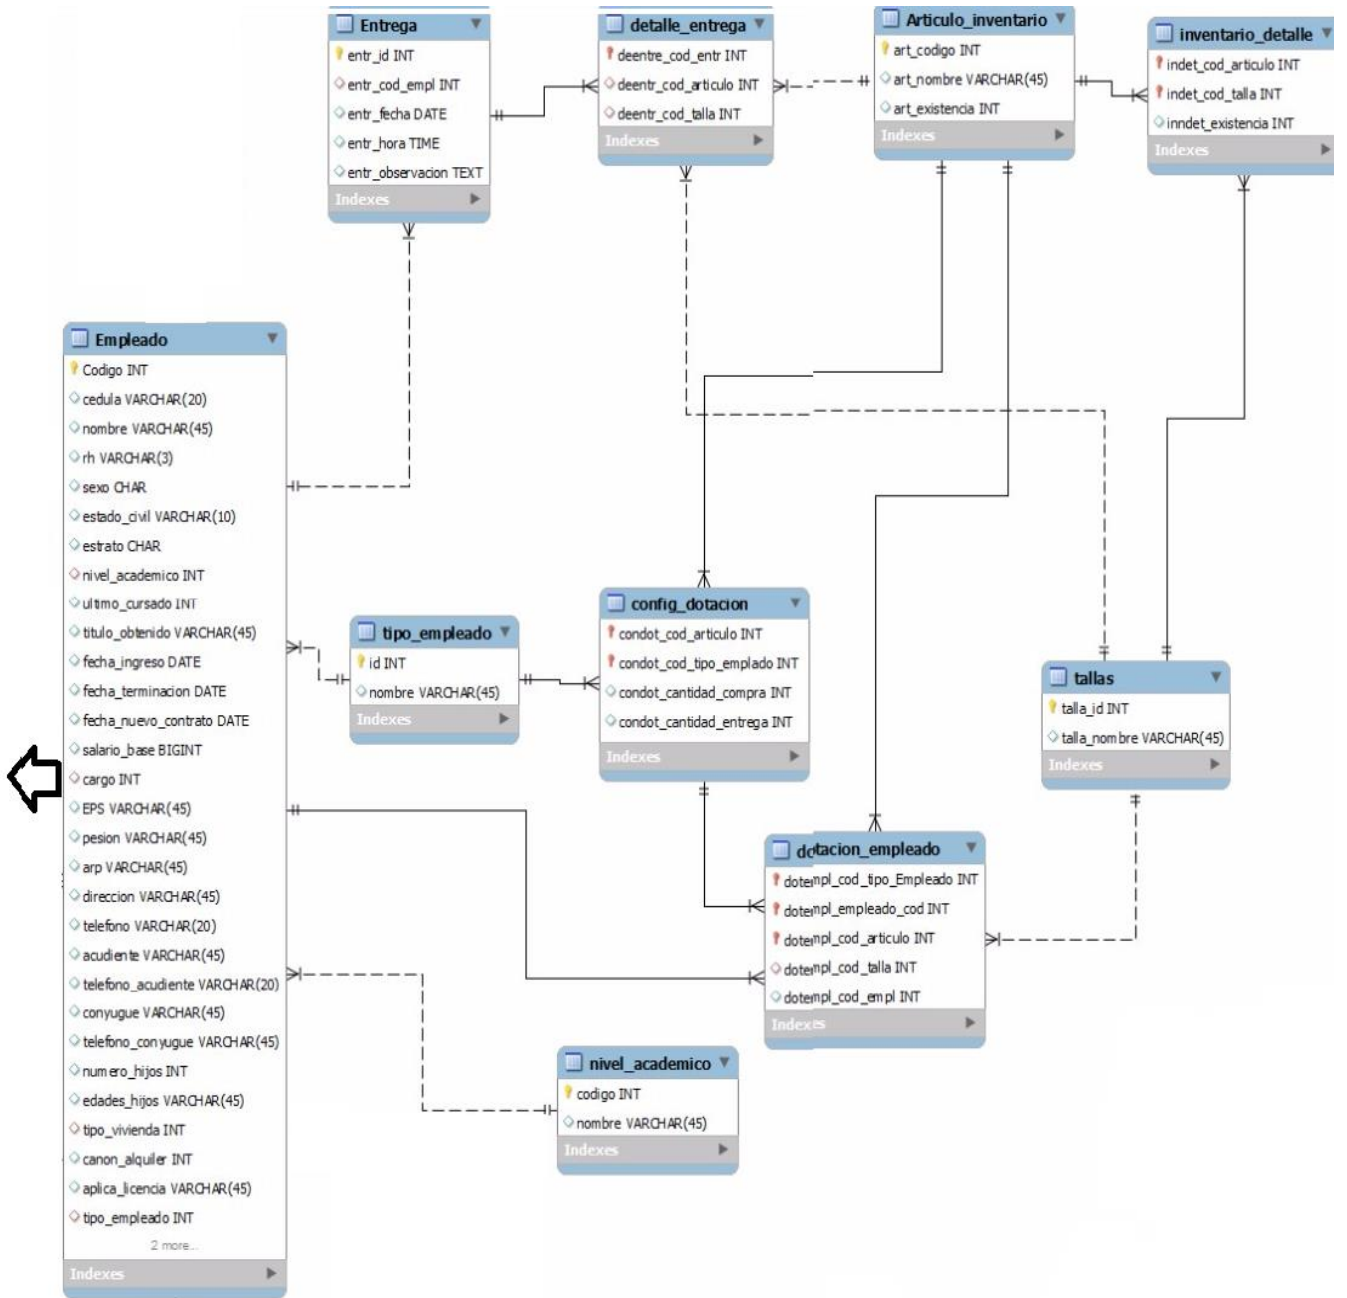 Entrega
entr_id INT
entr_cod_empl INT
entr_fecha DATE
entr_hora TIME
entr_observacion TEXT
Indexes
detalle_entrega
deentre_cod_entr INT
deentr_cod_articulo INT
deentr_cod_talla INT
Indexes
Articulo_inventario
art_codigo INT
art_nombre VARCHAR(45)
art_existencia INT
Indexes
inventario_detalle
indet_cod_articulo INT
indet_cod_talla INT
inndet_existencia INT
Indexes
Empleado
Codigo INT
cedula VARCHAR(20)
nombre VARCHAR(45)
rh VARCHAR(3)
sexo CHAR
estado_civil VARCHAR(10)
estrato CHAR
nivel_academico INT
ultimo_cursado INT
titulo_obtenido VARCHAR(45)
fecha_ingreso DATE
fecha_terminacion DATE
fecha_nuevo_contrato DATE
salario_base BIGINT
cargo INT
EPS VARCHAR(45)
pesion VARCHAR(45)
arp VARCHAR(45)
direccion VARCHAR(45)
telefono VARCHAR(20)
acudiente VARCHAR(45)
telefono_acudiente VARCHAR(20)
conyugue VARCHAR(45)
telefono_conyugue VARCHAR(45)
numero_hijos INT
edades_hijos VARCHAR(45)
tipo_vivienda INT
canon_alquiler INT
aplica_licencia VARCHAR(45)
tipo_empleado INT
2 more...
Indexes
tipo_empleado
id INT
nombre VARCHAR(45)
Indexes
config_dotacion
condot_cod_articulo INT
condot_cod_tipo_emplado INT
condot_cantidad_compra INT
condot_cantidad_entrega INT
Indexes
tallas
talla_id INT
talla_nombre VARCHAR(45)
Indexes
dotacion_empleado
dotempl_cod_tipo_Empleado INT
dotempl_empleado_cod INT
dotempl_cod_articulo INT
dotempl_cod_talla INT
dotempl_cod_empl INT
Indexes
nivel_academico
codigo INT
nombre VARCHAR(45)
Indexes